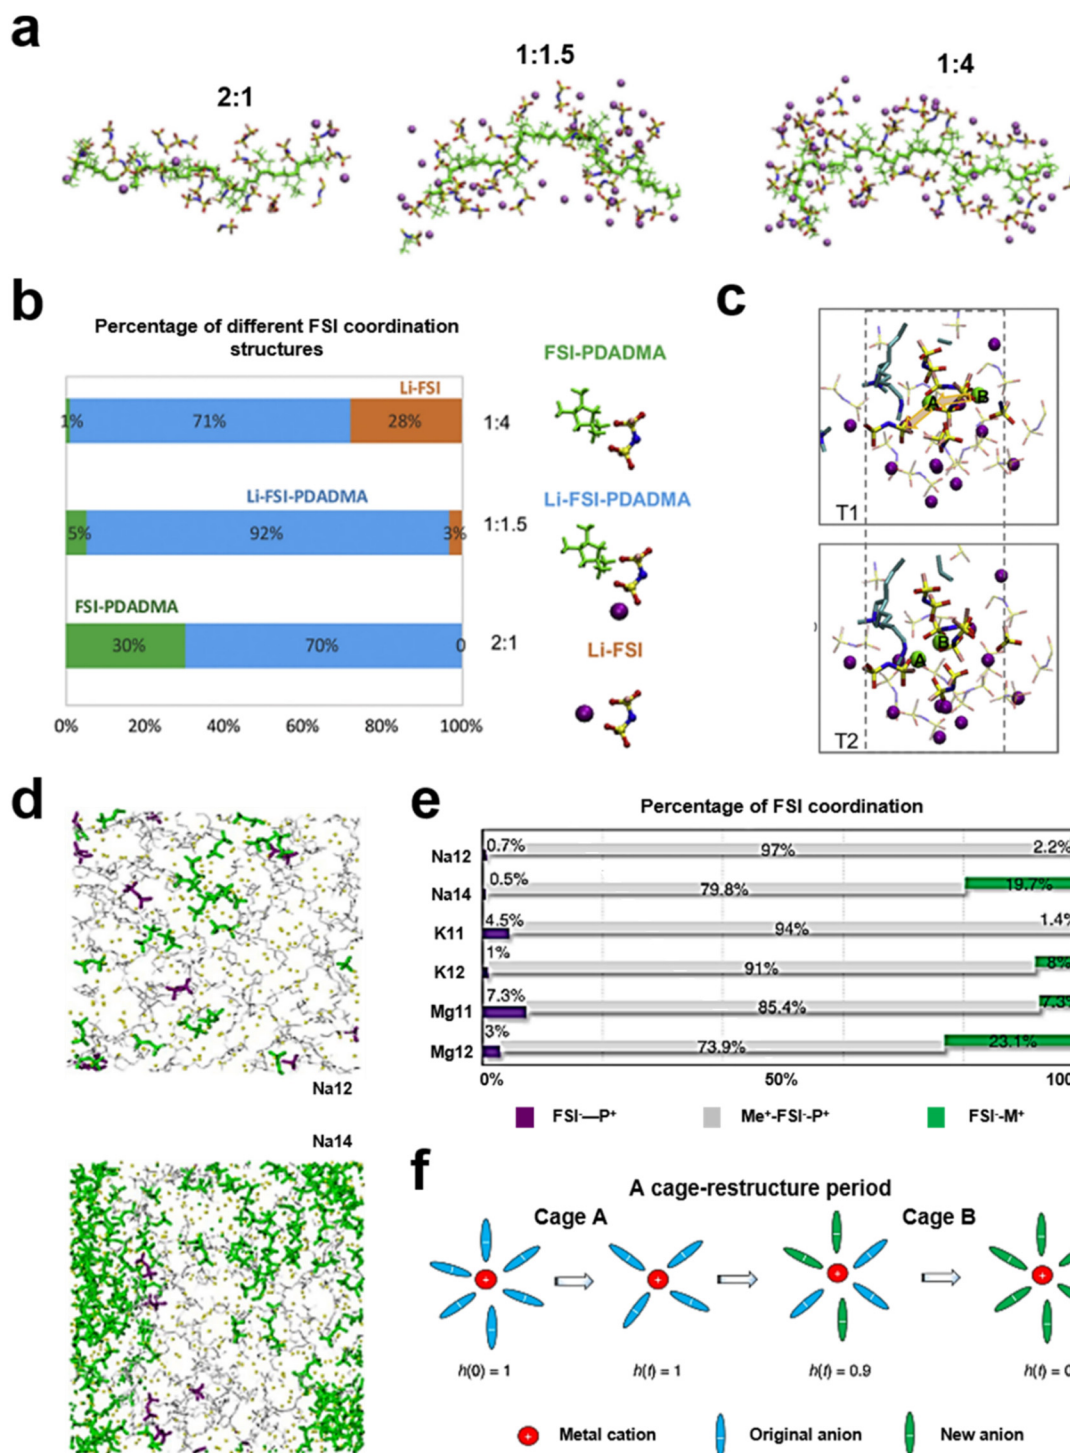 a
2:1
1:1.5
1:4
b
Percentage of different FSI coordination
structures
Li-FSI
1% 71% 28% 1:4
Li-FSI-PDADMA
5% 92% 3% 1:1.5
FSI-PDADMA
30% 70% 0 2:1
0% 20% 40% 60% 80% 100%
FSI-PDADMA
Li-FSI-PDADMA
Li-FSI
c
A B
T1
B
A
T2
d
Na12
Na14
e
Percentage of FSI coordination
Na12 0.7% 97% 2.2%
Na14 0.5% 79.8% 19.7%
K11 4.5% 94% 1.4%
K12 1% 91% 8%
Mg11 7.3% 85.4% 7.3%
Mg12 3% 73.9% 23.1%
0% 50% 100
FSI⁻—P⁺ Me⁺-FSI⁻-P⁺ FSI⁻-M⁺
f
A cage-restructure period
Cage A Cage B
h(0) = 1 h(t) = 1 h(t) = 0.9 h(t) = 0
Metal cation Original anion New anion